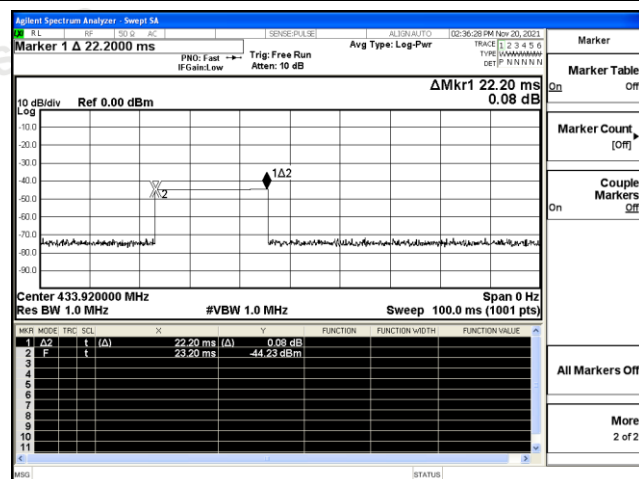 Agilent Spectrum Analyzer - Swept SA
RL RF 50 Ω AC SENSE:PULSE ALIGN AUTO 02:36:28 PM Nov 20, 2021
Marker 1 Δ 22.2000 ms
PNO: Fast Trig: Free Run Avg Type: Log-Pwr TRACE 1 2 3 4 5 6
IFGain:Low Atten: 10 dB TYPE
DET P N N N N N
ΔMkr1 22.20 ms
0.08 dB
10 dB/div Ref 0.00 dBm
Log
-10.0
-20.0
-30.0
-40.0
-50.0
-60.0
-70.0
-80.0
-90.0
1Δ2
2
Center 433.920000 MHz Span 0 Hz
Res BW 1.0 MHz #VBW 1.0 MHz Sweep 100.0 ms (1001 pts)
MKR MODE TRC SCL X Y FUNCTION FUNCTION WIDTH FUNCTION VALUE
1 Δ2 t (Δ) 22.20 ms (Δ) 0.08 dB
2 F t 23.20 ms -44.23 dBm
3
4
5
6
7
8
9
10
11
MSG STATUS
Marker
Marker Table
On Off
Marker Count
[Off]
Couple
Markers
On Off
All Markers Off
More
2 of 2